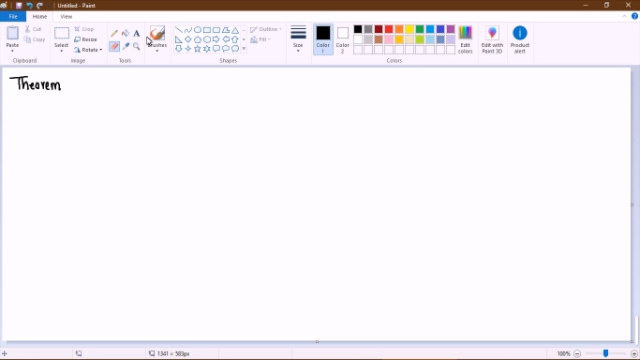 Untitled - Paint
File
Home
View
Paste
Cut
Copy
Clipboard
Select
Crop
Resize
Rotate
Image
Tools
Brushes
Shapes
Outline
Fill
Size
Color 1
Color 2
Colors
Edit colors
Edit with Paint 3D
Product alert
Theorem
1341 × 583px
100%